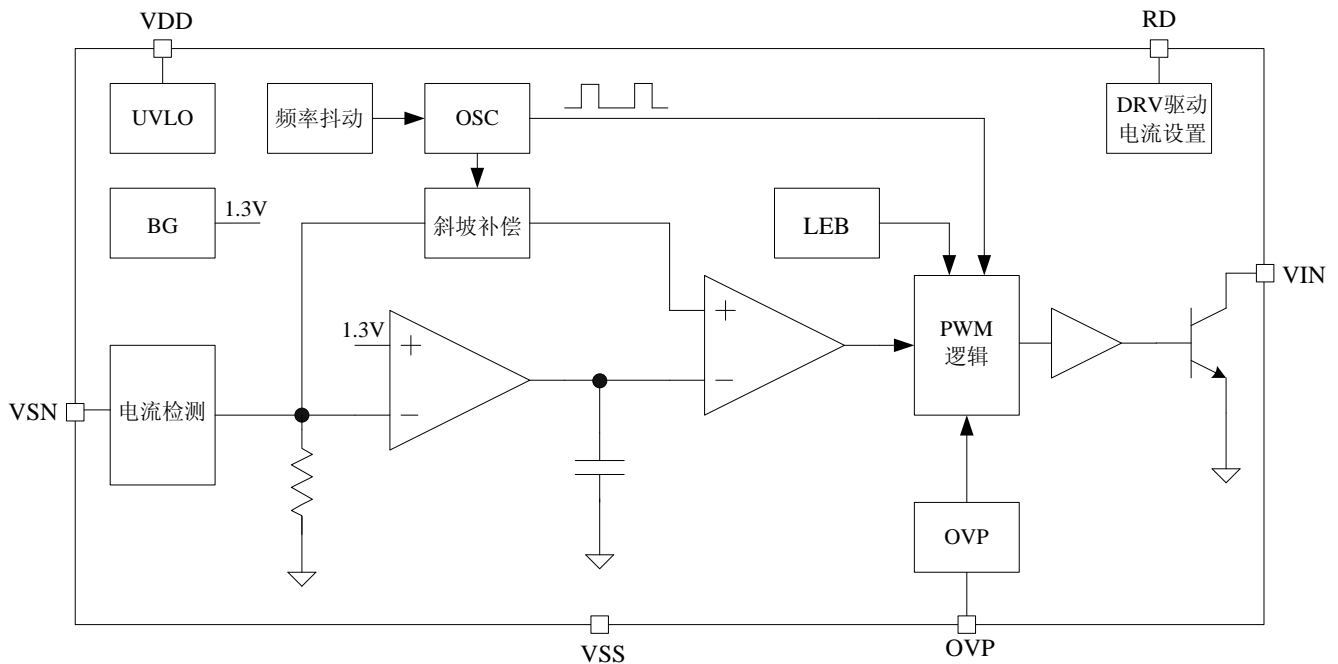 VDD
RD
UVLO
频率抖动
OSC
DRV驱动
电流设置
BG
1.3V
斜坡补偿
LEB
VIN
1.3V
+
−
+
−
PWM
逻辑
VSN
电流检测
OVP
VSS
OVP